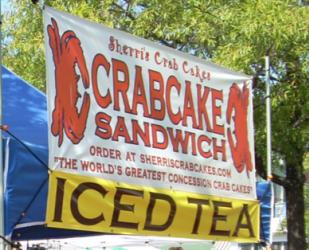 Sherri's Crab Cakes
CRABCAKE
SANDWICH
ORDER AT SHERRISCRABCAKES.COM
"THE WORLD'S GREATEST CONCESSION CRAB CAKES"
ICED TEA